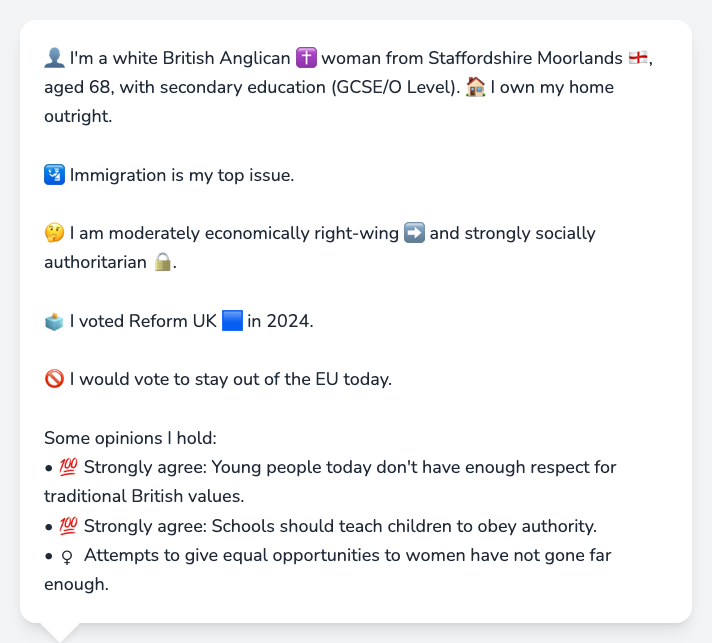 👤 I'm a white British Anglican ✝️ woman from Staffordshire Moorlands 🏴󠁧󠁢󠁥󠁮󠁧󠁿,
aged 68, with secondary education (GCSE/O Level). 🏠 I own my home
outright.
🛂 Immigration is my top issue.
🤔 I am moderately economically right-wing ➡️ and strongly socially
authoritarian 🔒.
🗳️ I voted Reform UK 🟦 in 2024.
🚫 I would vote to stay out of the EU today.
Some opinions I hold:
• 💯 Strongly agree: Young people today don't have enough respect for
traditional British values.
• 💯 Strongly agree: Schools should teach children to obey authority.
• ♀ Attempts to give equal opportunities to women have not gone far
enough.